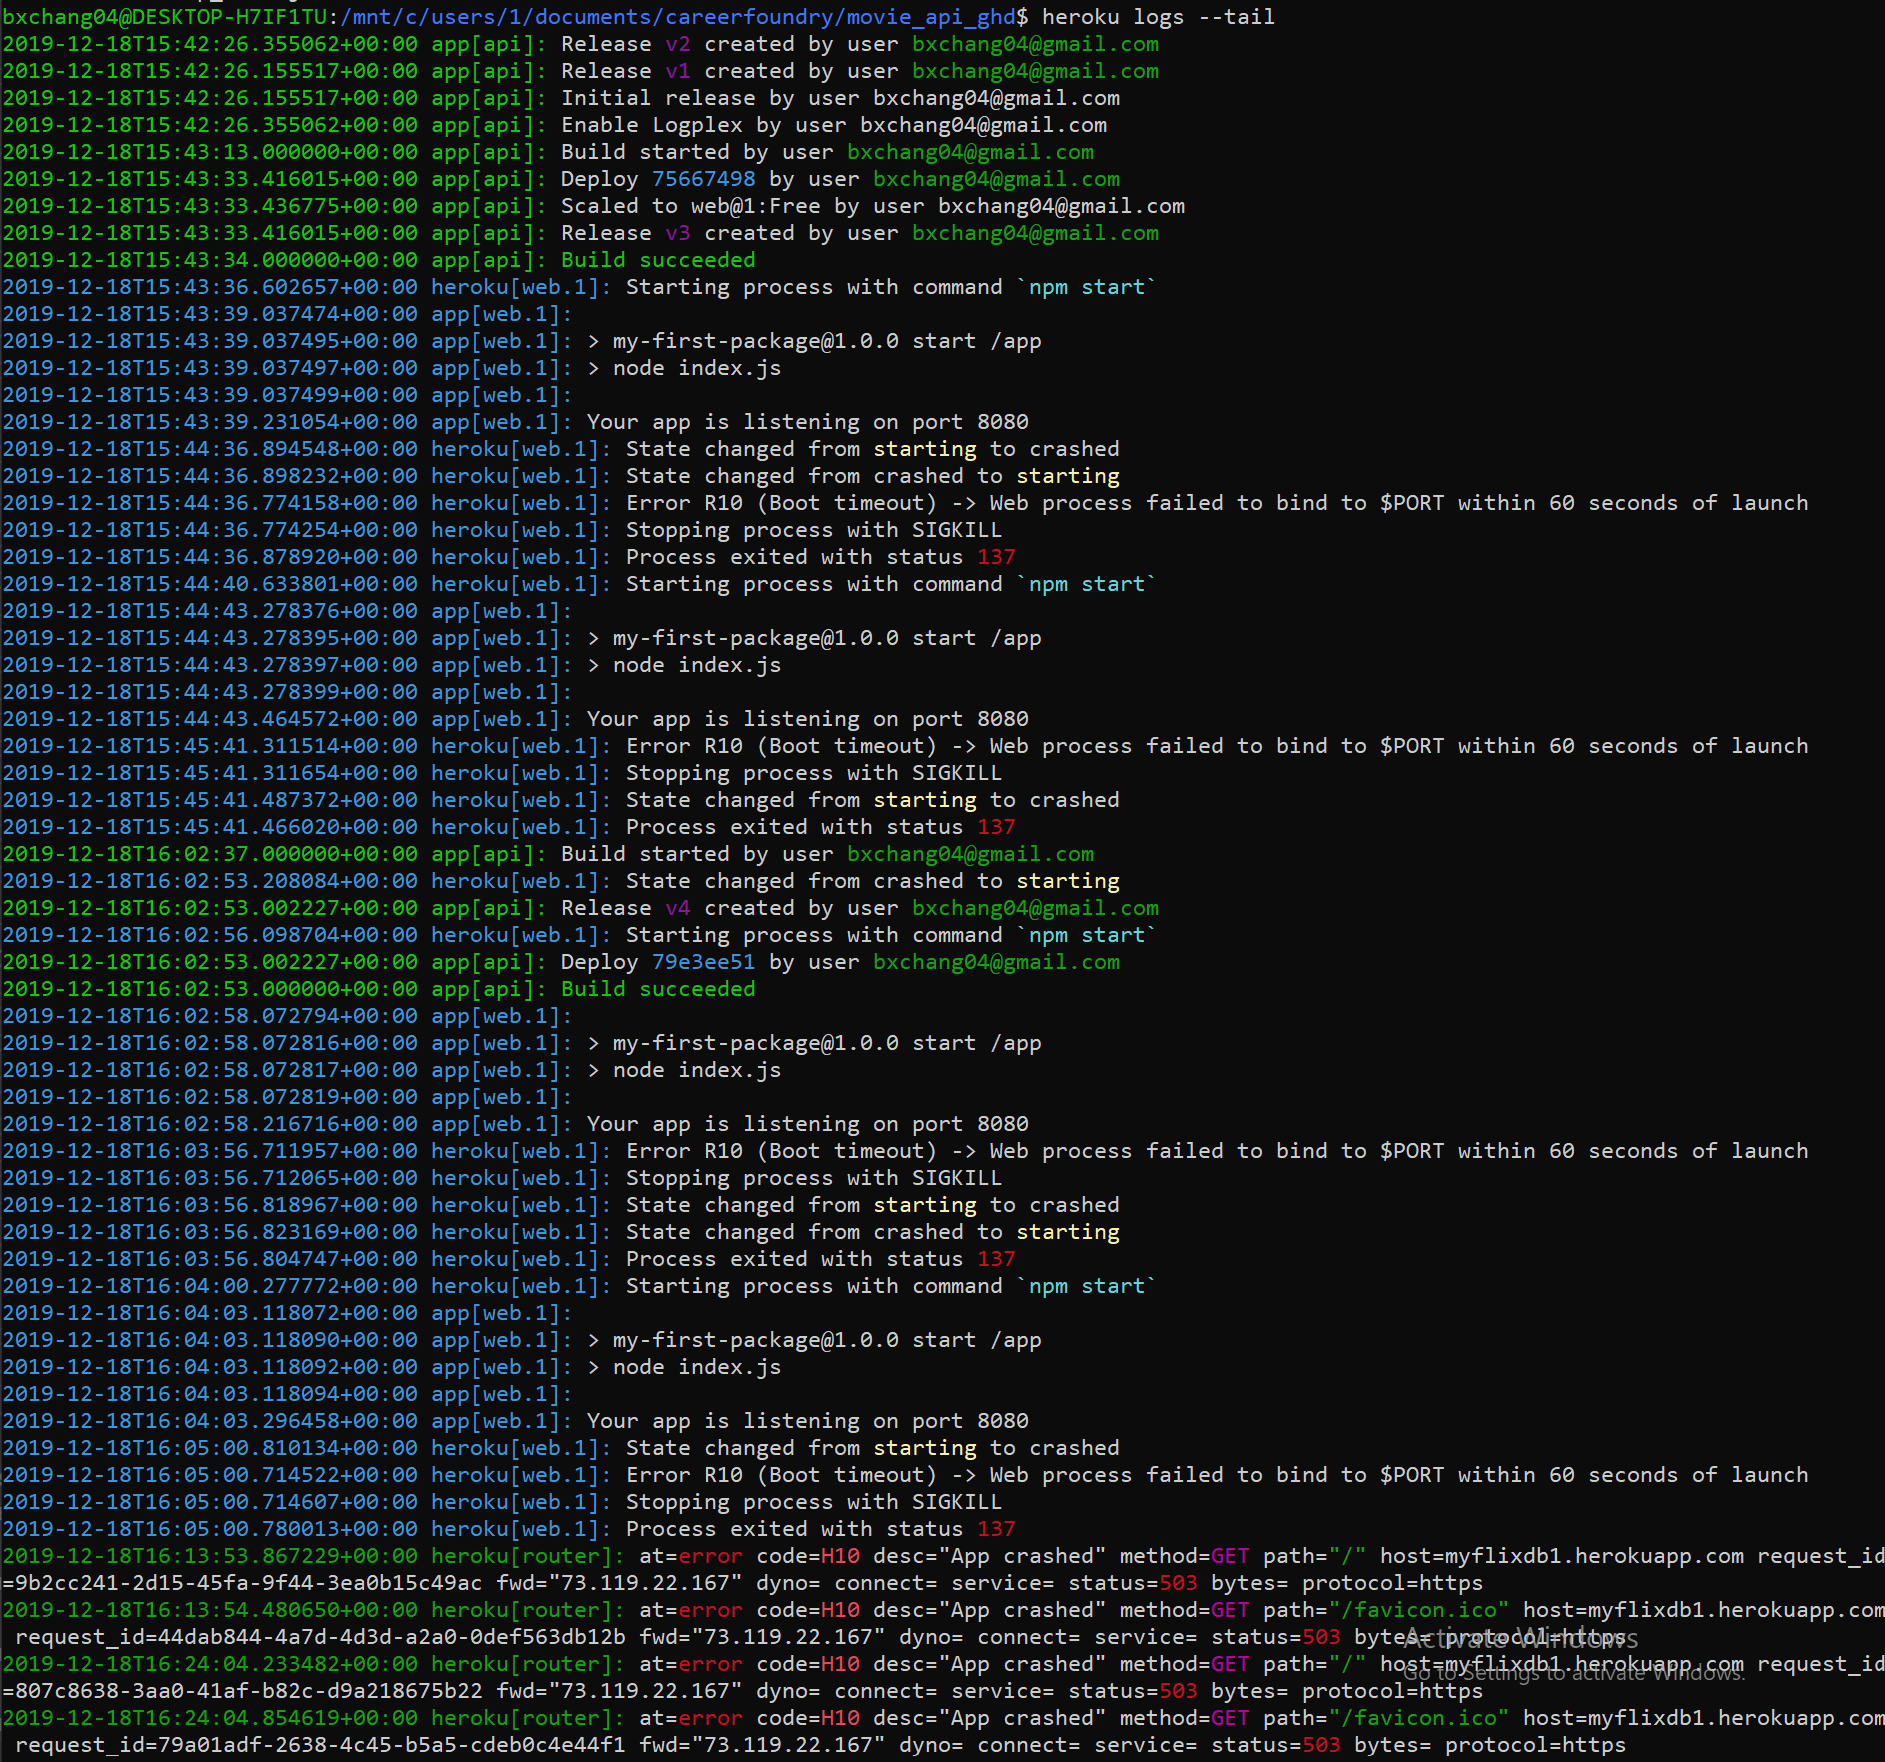 bxchang04@DESKTOP-H7IF1TU:/mnt/c/users/1/documents/careerfoundry/movie_api_ghd$ heroku logs --tail
2019-12-18T15:42:26.355062+00:00 app[api]: Release v2 created by user bxchang04@gmail.com
2019-12-18T15:42:26.155517+00:00 app[api]: Release v1 created by user bxchang04@gmail.com
2019-12-18T15:42:26.155517+00:00 app[api]: Initial release by user bxchang04@gmail.com
2019-12-18T15:42:26.355062+00:00 app[api]: Enable Logplex by user bxchang04@gmail.com
2019-12-18T15:43:13.000000+00:00 app[api]: Build started by user bxchang04@gmail.com
2019-12-18T15:43:33.416015+00:00 app[api]: Deploy 75667498 by user bxchang04@gmail.com
2019-12-18T15:43:33.436775+00:00 app[api]: Scaled to web@1:Free by user bxchang04@gmail.com
2019-12-18T15:43:33.416015+00:00 app[api]: Release v3 created by user bxchang04@gmail.com
2019-12-18T15:43:34.000000+00:00 app[api]: Build succeeded
2019-12-18T15:43:36.602657+00:00 heroku[web.1]: Starting process with command `npm start`
2019-12-18T15:43:39.037474+00:00 app[web.1]:
2019-12-18T15:43:39.037495+00:00 app[web.1]: > my-first-package@1.0.0 start /app
2019-12-18T15:43:39.037497+00:00 app[web.1]: > node index.js
2019-12-18T15:43:39.037499+00:00 app[web.1]:
2019-12-18T15:43:39.231054+00:00 app[web.1]: Your app is listening on port 8080
2019-12-18T15:44:36.894548+00:00 heroku[web.1]: State changed from starting to crashed
2019-12-18T15:44:36.898232+00:00 heroku[web.1]: State changed from crashed to starting
2019-12-18T15:44:36.774158+00:00 heroku[web.1]: Error R10 (Boot timeout) -> Web process failed to bind to $PORT within 60 seconds of launch
2019-12-18T15:44:36.774254+00:00 heroku[web.1]: Stopping process with SIGKILL
2019-12-18T15:44:36.878920+00:00 heroku[web.1]: Process exited with status 137
2019-12-18T15:44:40.633801+00:00 heroku[web.1]: Starting process with command `npm start`
2019-12-18T15:44:43.278376+00:00 app[web.1]:
2019-12-18T15:44:43.278395+00:00 app[web.1]: > my-first-package@1.0.0 start /app
2019-12-18T15:44:43.278397+00:00 app[web.1]: > node index.js
2019-12-18T15:44:43.278399+00:00 app[web.1]:
2019-12-18T15:44:43.464572+00:00 app[web.1]: Your app is listening on port 8080
2019-12-18T15:45:41.311514+00:00 heroku[web.1]: Error R10 (Boot timeout) -> Web process failed to bind to $PORT within 60 seconds of launch
2019-12-18T15:45:41.311654+00:00 heroku[web.1]: Stopping process with SIGKILL
2019-12-18T15:45:41.487372+00:00 heroku[web.1]: State changed from starting to crashed
2019-12-18T15:45:41.466020+00:00 heroku[web.1]: Process exited with status 137
2019-12-18T16:02:37.000000+00:00 app[api]: Build started by user bxchang04@gmail.com
2019-12-18T16:02:53.208084+00:00 heroku[web.1]: State changed from crashed to starting
2019-12-18T16:02:53.002227+00:00 app[api]: Release v4 created by user bxchang04@gmail.com
2019-12-18T16:02:56.098704+00:00 heroku[web.1]: Starting process with command `npm start`
2019-12-18T16:02:53.002227+00:00 app[api]: Deploy 79e3ee51 by user bxchang04@gmail.com
2019-12-18T16:02:53.000000+00:00 app[api]: Build succeeded
2019-12-18T16:02:58.072794+00:00 app[web.1]:
2019-12-18T16:02:58.072816+00:00 app[web.1]: > my-first-package@1.0.0 start /app
2019-12-18T16:02:58.072817+00:00 app[web.1]: > node index.js
2019-12-18T16:02:58.072819+00:00 app[web.1]:
2019-12-18T16:02:58.216716+00:00 app[web.1]: Your app is listening on port 8080
2019-12-18T16:03:56.711957+00:00 heroku[web.1]: Error R10 (Boot timeout) -> Web process failed to bind to $PORT within 60 seconds of launch
2019-12-18T16:03:56.712065+00:00 heroku[web.1]: Stopping process with SIGKILL
2019-12-18T16:03:56.818967+00:00 heroku[web.1]: State changed from starting to crashed
2019-12-18T16:03:56.823169+00:00 heroku[web.1]: State changed from crashed to starting
2019-12-18T16:03:56.804747+00:00 heroku[web.1]: Process exited with status 137
2019-12-18T16:04:00.277772+00:00 heroku[web.1]: Starting process with command `npm start`
2019-12-18T16:04:03.118072+00:00 app[web.1]:
2019-12-18T16:04:03.118090+00:00 app[web.1]: > my-first-package@1.0.0 start /app
2019-12-18T16:04:03.118092+00:00 app[web.1]: > node index.js
2019-12-18T16:04:03.118094+00:00 app[web.1]:
2019-12-18T16:04:03.296458+00:00 app[web.1]: Your app is listening on port 8080
2019-12-18T16:05:00.810134+00:00 heroku[web.1]: State changed from starting to crashed
2019-12-18T16:05:00.714522+00:00 heroku[web.1]: Error R10 (Boot timeout) -> Web process failed to bind to $PORT within 60 seconds of launch
2019-12-18T16:05:00.714607+00:00 heroku[web.1]: Stopping process with SIGKILL
2019-12-18T16:05:00.780013+00:00 heroku[web.1]: Process exited with status 137
2019-12-18T16:13:53.867229+00:00 heroku[router]: at=error code=H10 desc="App crashed" method=GET path="/" host=myflixdb1.herokuapp.com request_id
=9b2cc241-2d15-45fa-9f44-3ea0b15c49ac fwd="73.119.22.167" dyno= connect= service= status=503 bytes= protocol=https
2019-12-18T16:13:54.480650+00:00 heroku[router]: at=error code=H10 desc="App crashed" method=GET path="/favicon.ico" host=myflixdb1.herokuapp.com
request_id=44dab844-4a7d-4d3d-a2a0-0def563db12b fwd="73.119.22.167" dyno= connect= service= status=503 bytes= protocol=https
Activate Windows
2019-12-18T16:24:04.233482+00:00 heroku[router]: at=error code=H10 desc="App crashed" method=GET path="/" host=myflixdb1.herokuapp.com request_id
Go to Settings to activate Windows.
=807c8638-3aa0-41af-b82c-d9a218675b22 fwd="73.119.22.167" dyno= connect= service= status=503 bytes= protocol=https
2019-12-18T16:24:04.854619+00:00 heroku[router]: at=error code=H10 desc="App crashed" method=GET path="/favicon.ico" host=myflixdb1.herokuapp.com
request_id=79a01adf-2638-4c45-b5a5-cdeb0c4e44f1 fwd="73.119.22.167" dyno= connect= service= status=503 bytes= protocol=https